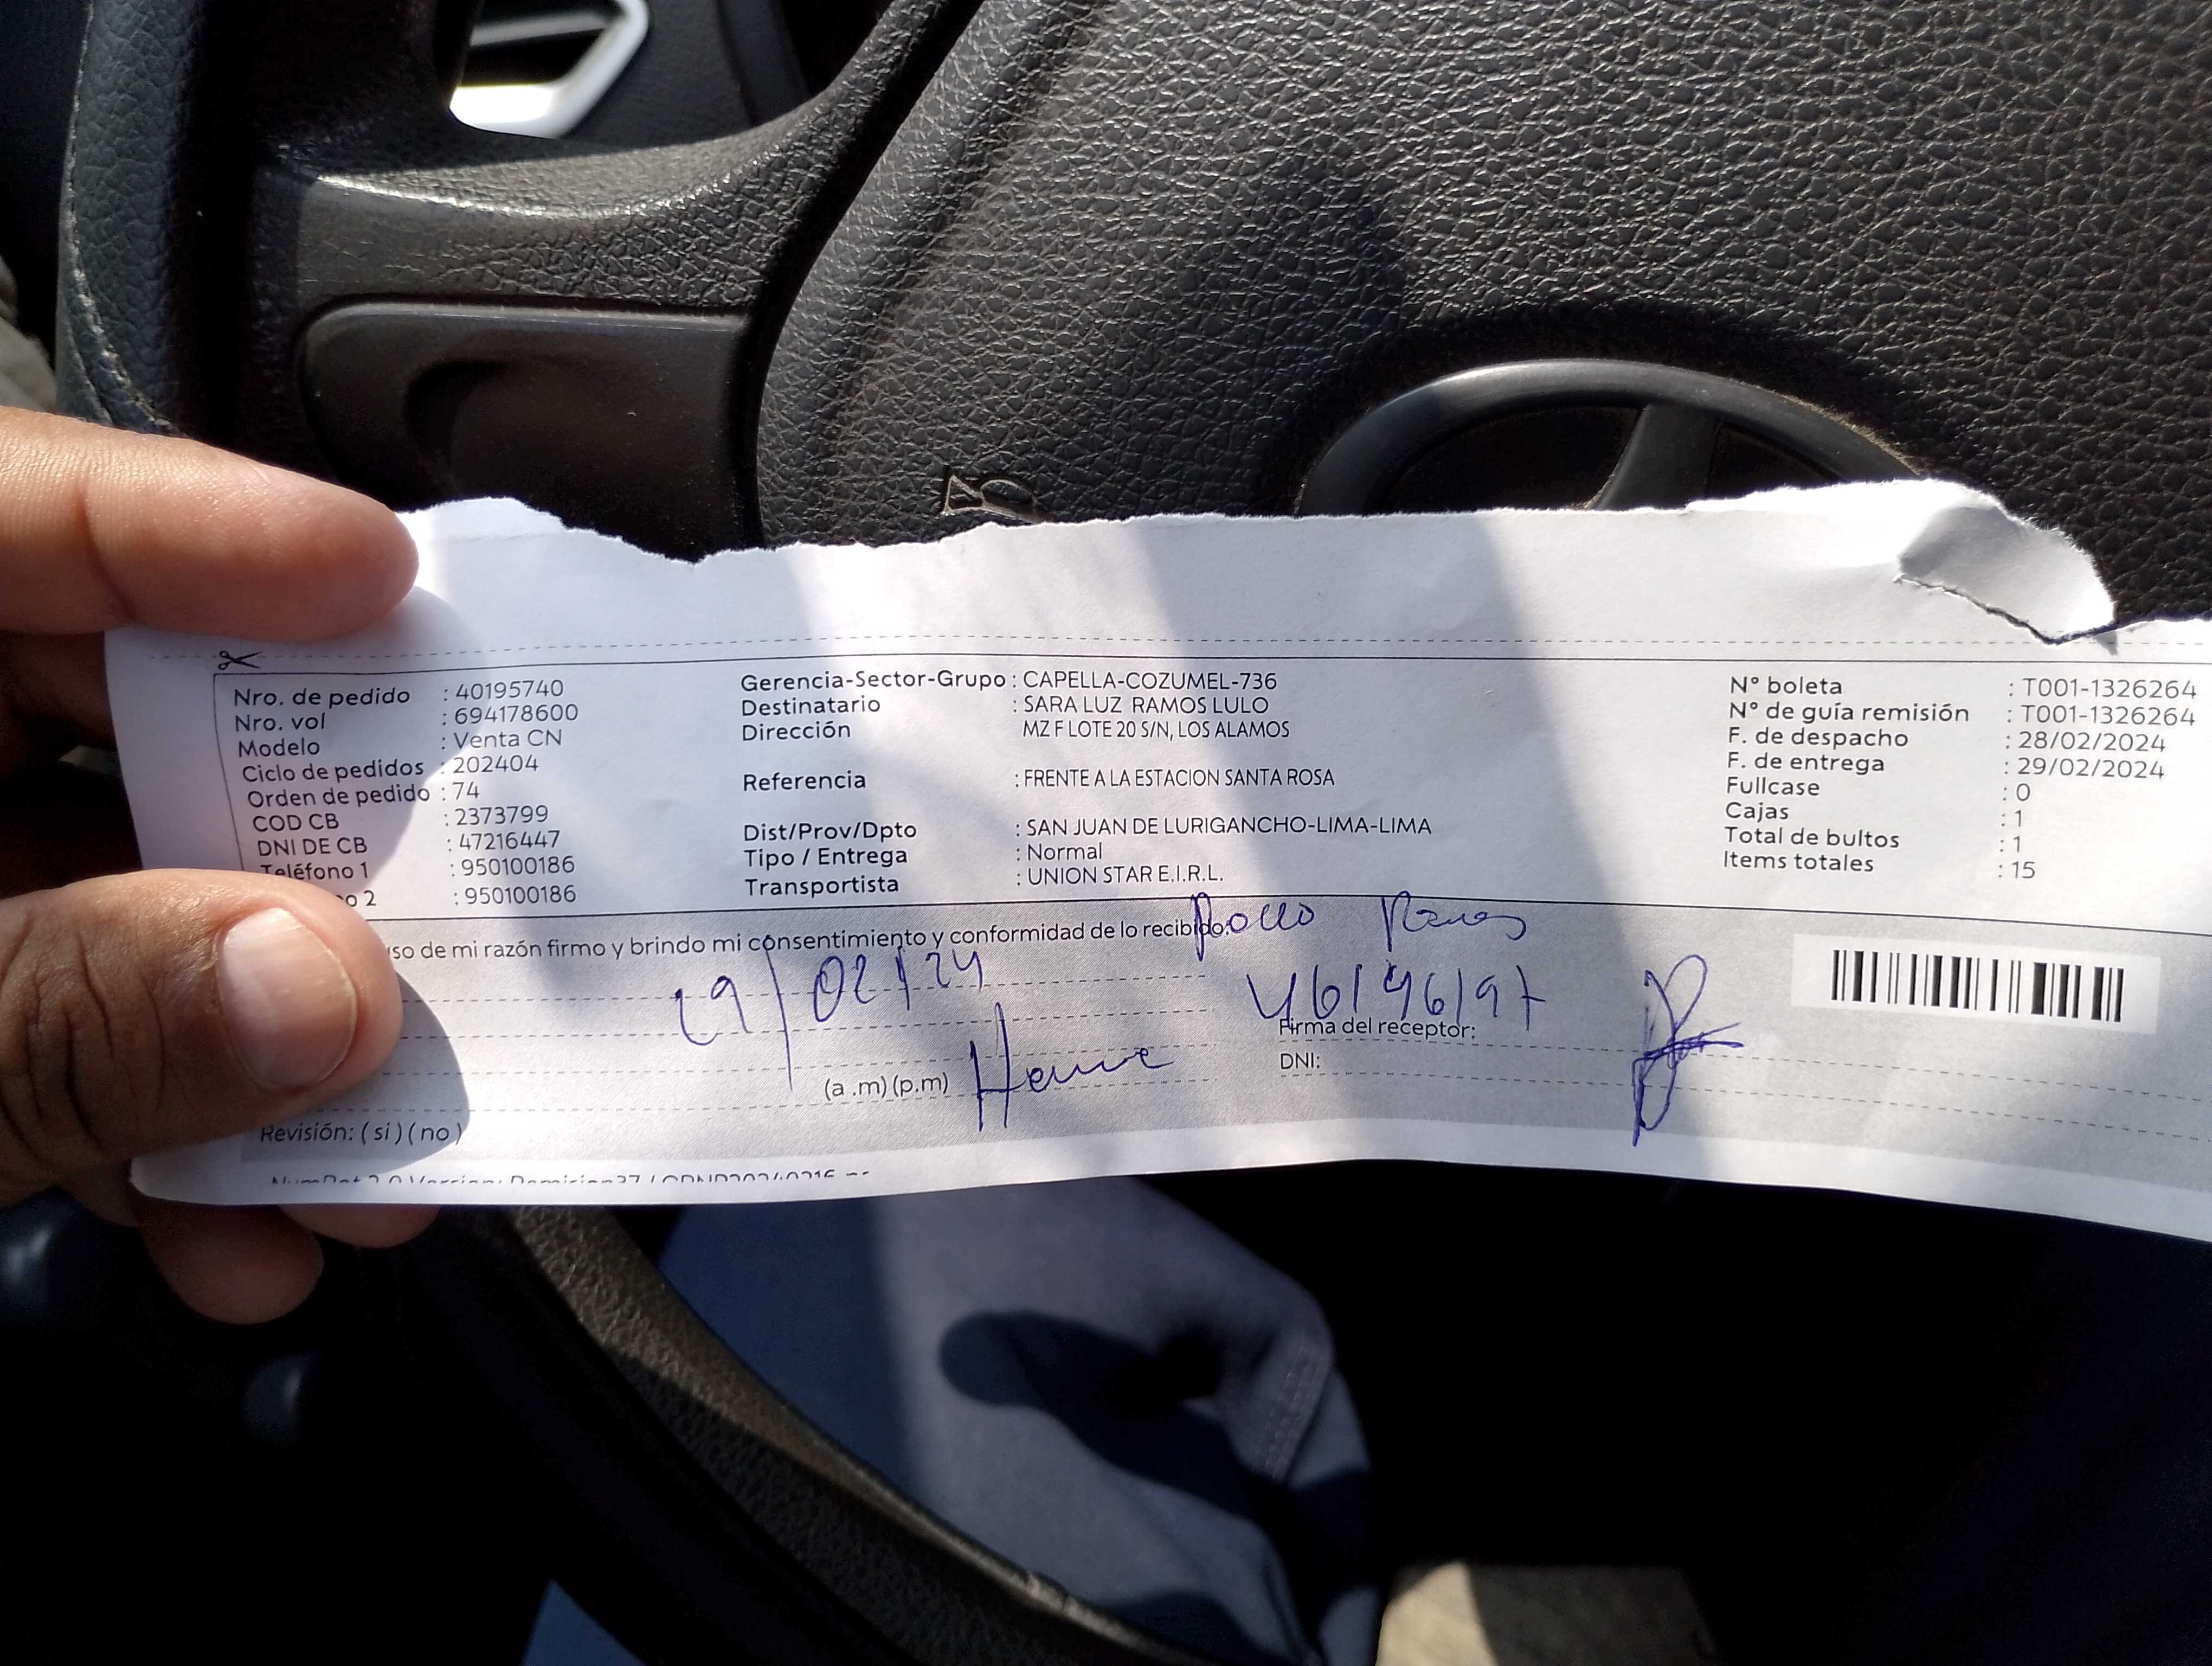 Nro. de pedido : 40195740
Nro. vol : 694178600
Modelo : Venta CN
Ciclo de pedidos : 202404
Orden de pedido : 74
COD CB : 2373799
DNI DE CB : 47216447
Teléfono 1 : 950100186
o 2 : 950100186
Gerencia-Sector-Grupo : CAPELLA-COZUMEL-736
Destinatario : SARA LUZ RAMOS LULO
Dirección MZ F LOTE 20 S/N, LOS ALAMOS
Referencia : FRENTE A LA ESTACION SANTA ROSA
Dist/Prov/Dpto : SAN JUAN DE LURIGANCHO-LIMA-LIMA
Tipo / Entrega : Normal
Transportista : UNION STAR E.I.R.L.
N° boleta : T001-1326264
N° de guía remisión : T001-1326264
F. de despacho : 28/02/2024
F. de entrega : 29/02/2024
Fullcase : 0
Cajas : 1
Total de bultos : 1
Items totales : 15
so de mi razón firmo y brindo mi consentimiento y conformidad de lo recibido:
29/02/24
Firma del receptor:
DNI:
(a .m) (p.m)
Revisión: ( si ) ( no )